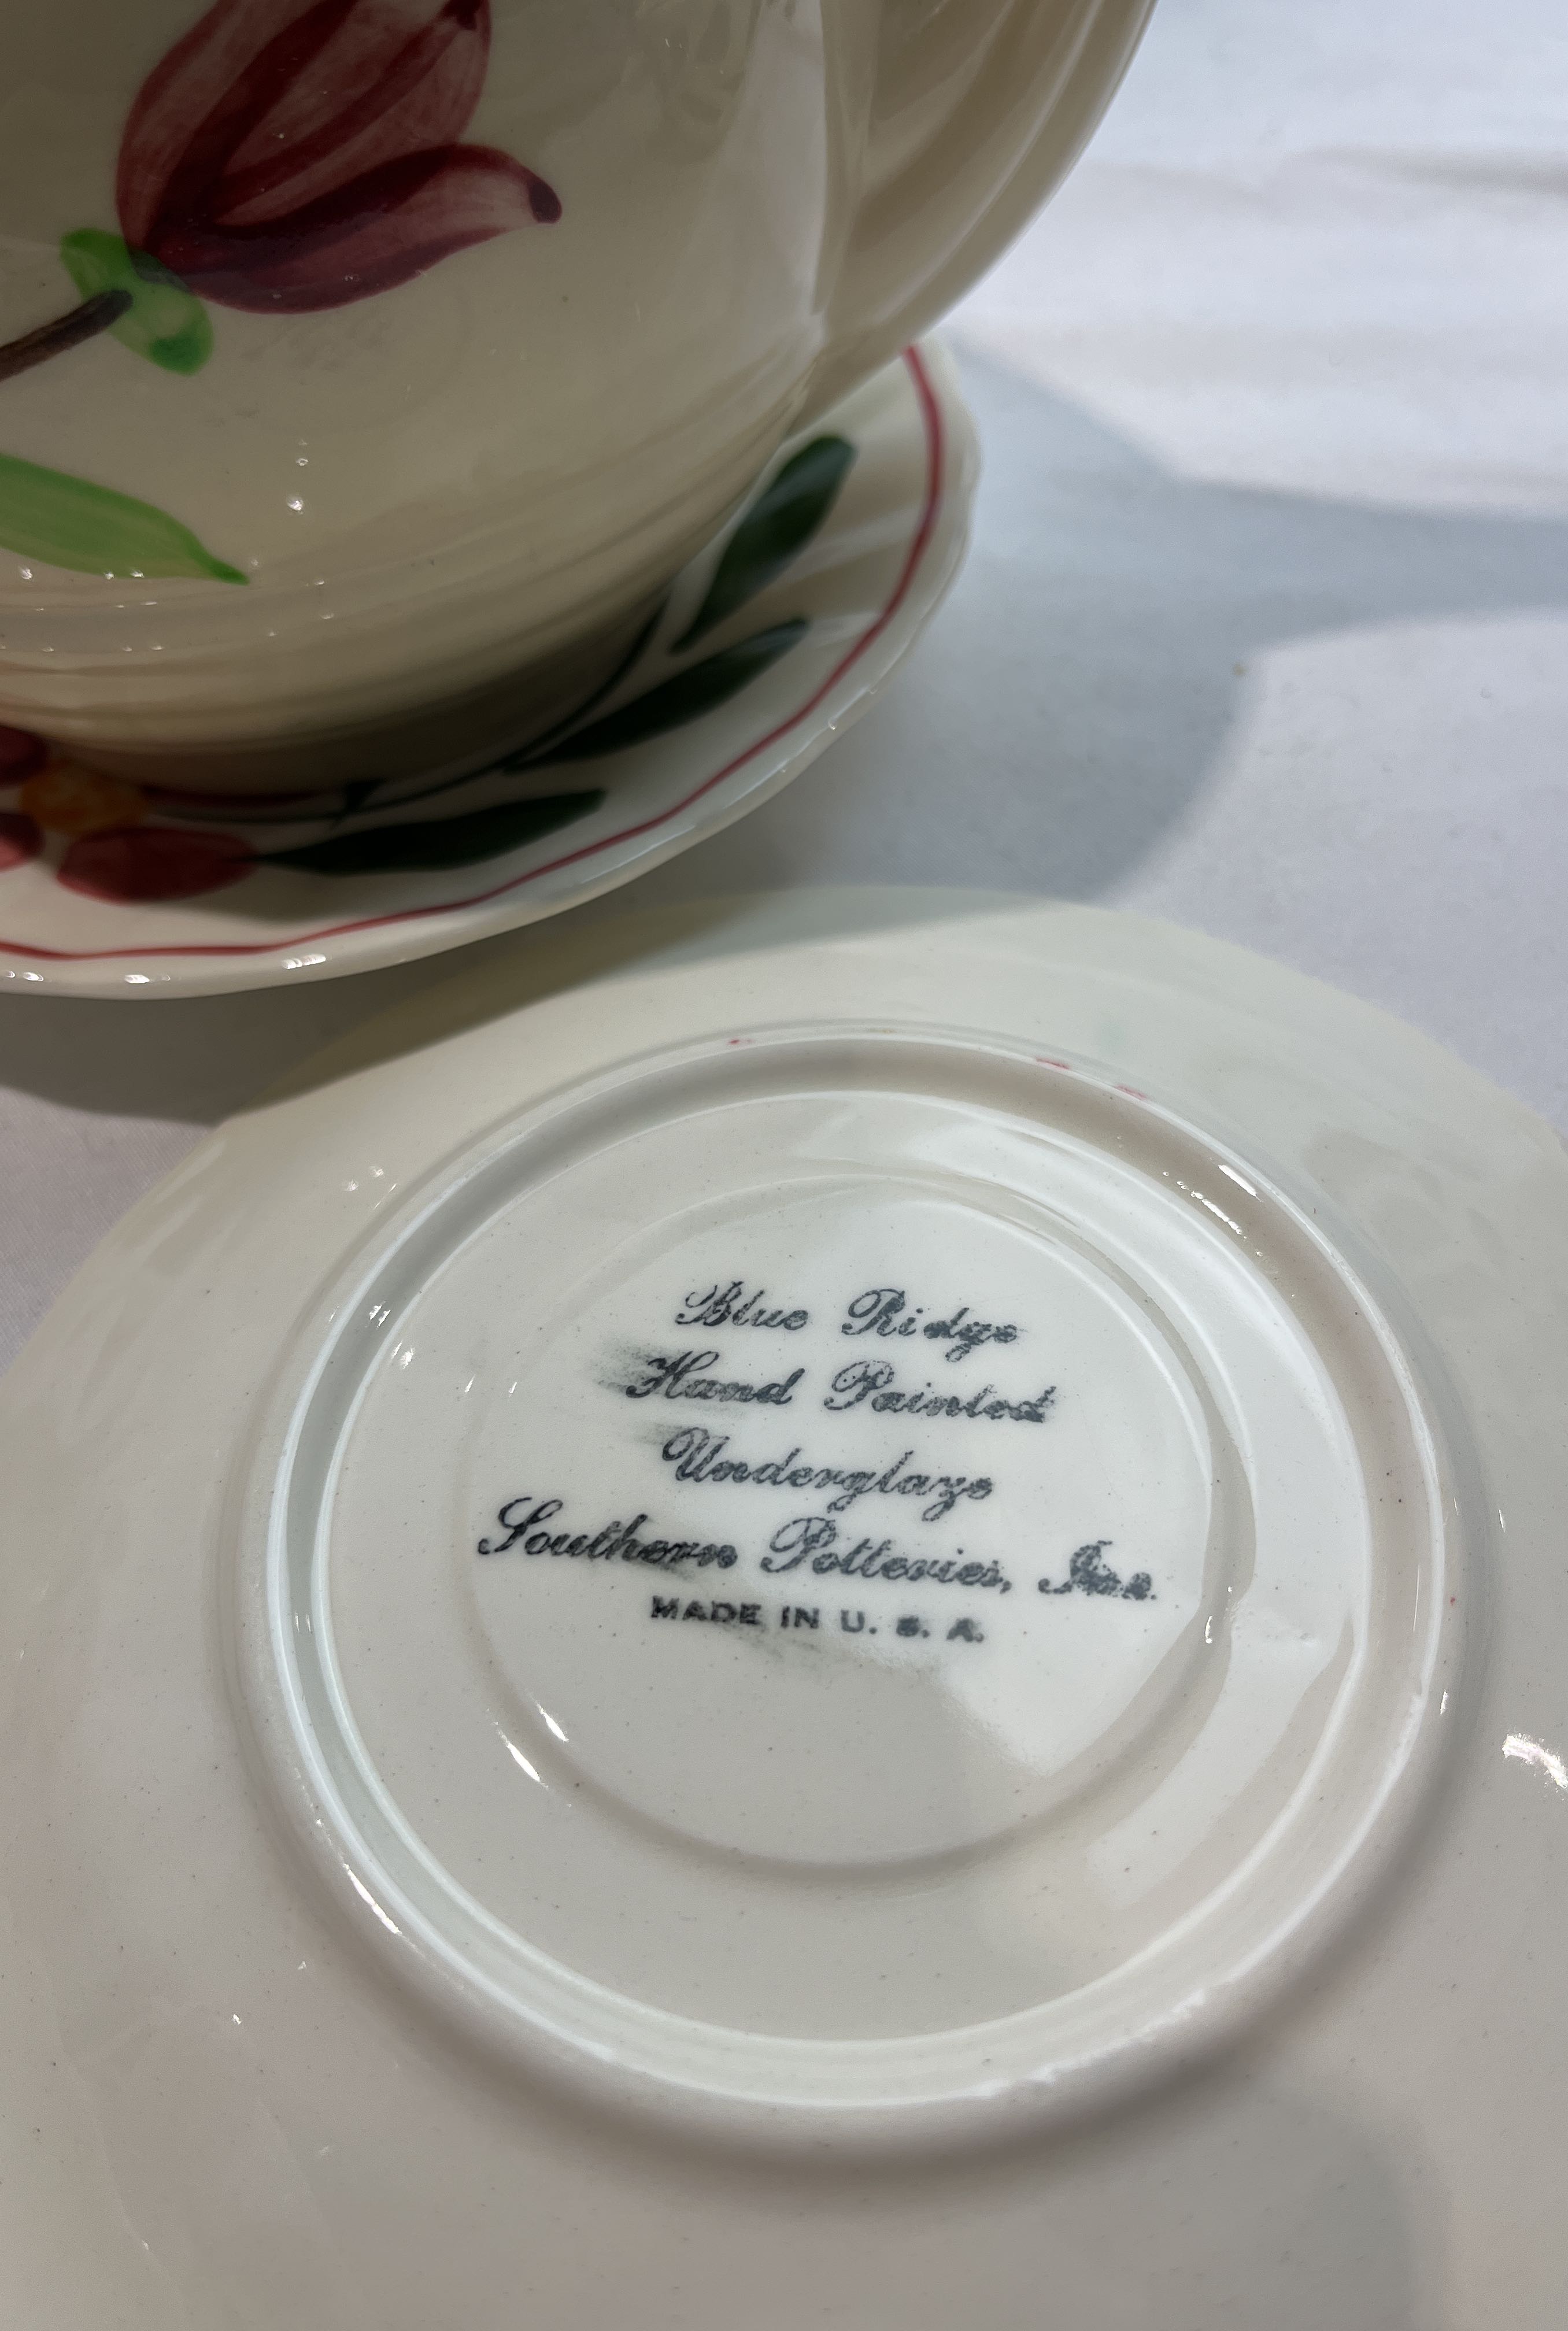 Blue Ridge
Hand Painted
Underglaze
Southern Potteries, Inc.
MADE IN U. S. A.